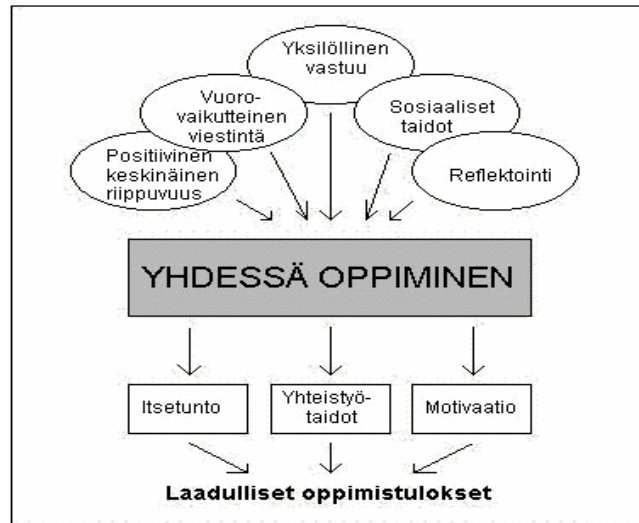 Yksilöllinen
vastuu
Vuoro-
vaikutteinen
viestintä
Sosiaaliset
taidot
Positiivinen
keskinäinen
riippuvuus
Reflektointi
YHDESSÄ OPPIMINEN
Itsetunto
Yhteistyö-
taidot
Motivaatio
Laadulliset oppimistulokset